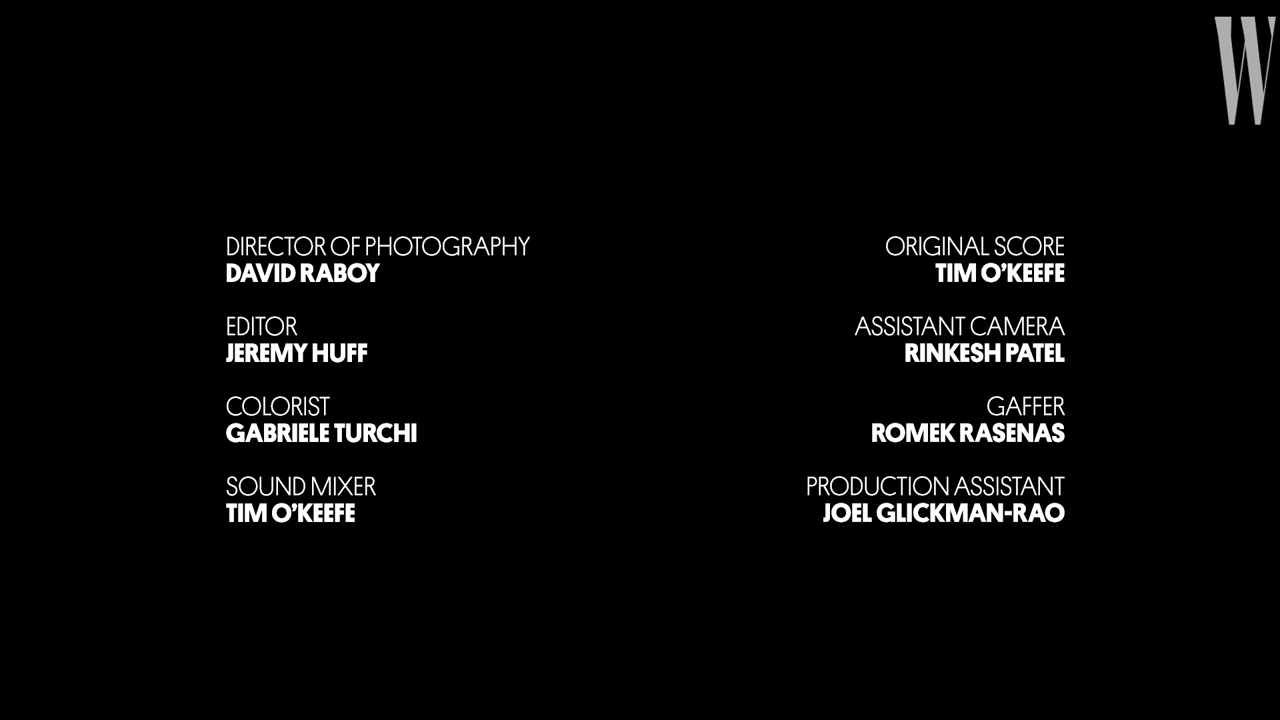 W
DIRECTOR OF PHOTOGRAPHY
DAVID RABOY
EDITOR
JEREMY HUFF
COLORIST
GABRIELE TURCHI
SOUND MIXER
TIM O’KEEFE
ORIGINAL SCORE
TIM O’KEEFE
ASSISTANT CAMERA
RINKESH PATEL
GAFFER
ROMEK RASENAS
PRODUCTION ASSISTANT
JOEL GLICKMAN-RAO